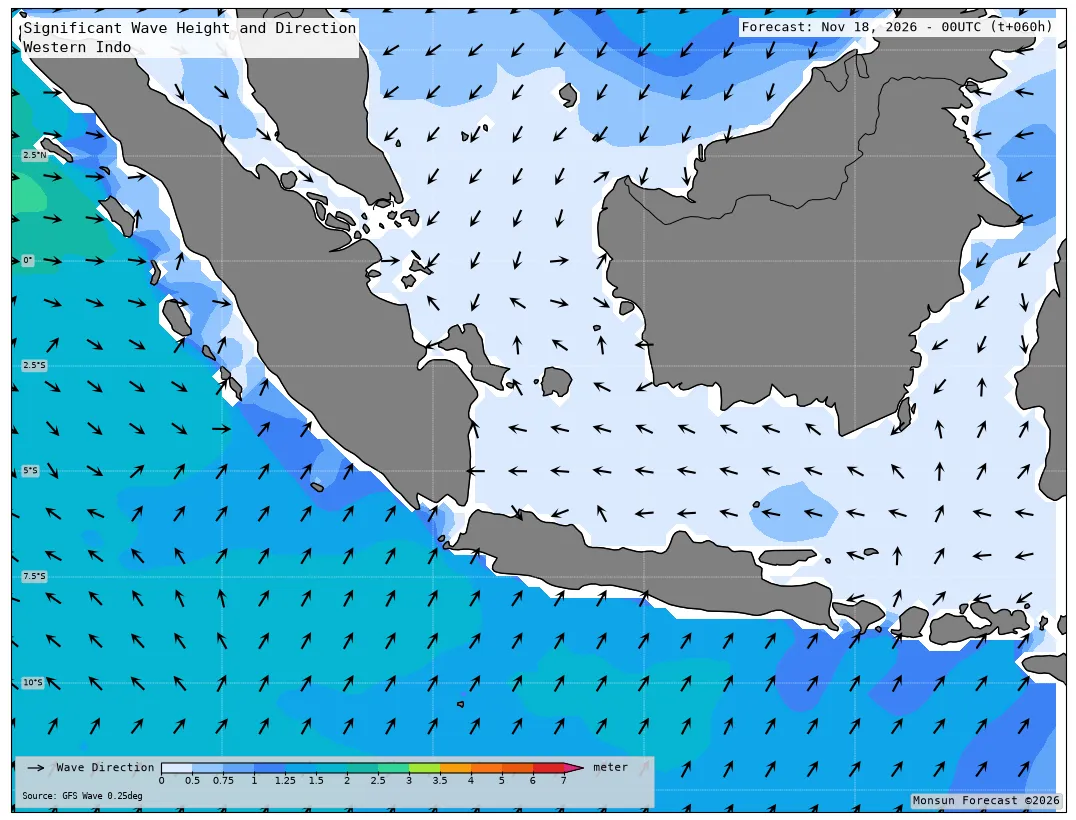 Significant Wave Height and Direction
Western Indo
Forecast: Nov 18, 2026 - 00UTC (t+060h)
2.5°N
0°
2.5°S
5°S
7.5°S
10°S
Wave Direction
0 0.5 0.75 1 1.25 1.5 2 2.5 3 3.5 4 5 6 7
meter
Source: GFS Wave 0.25deg
Monsun Forecast ©2026